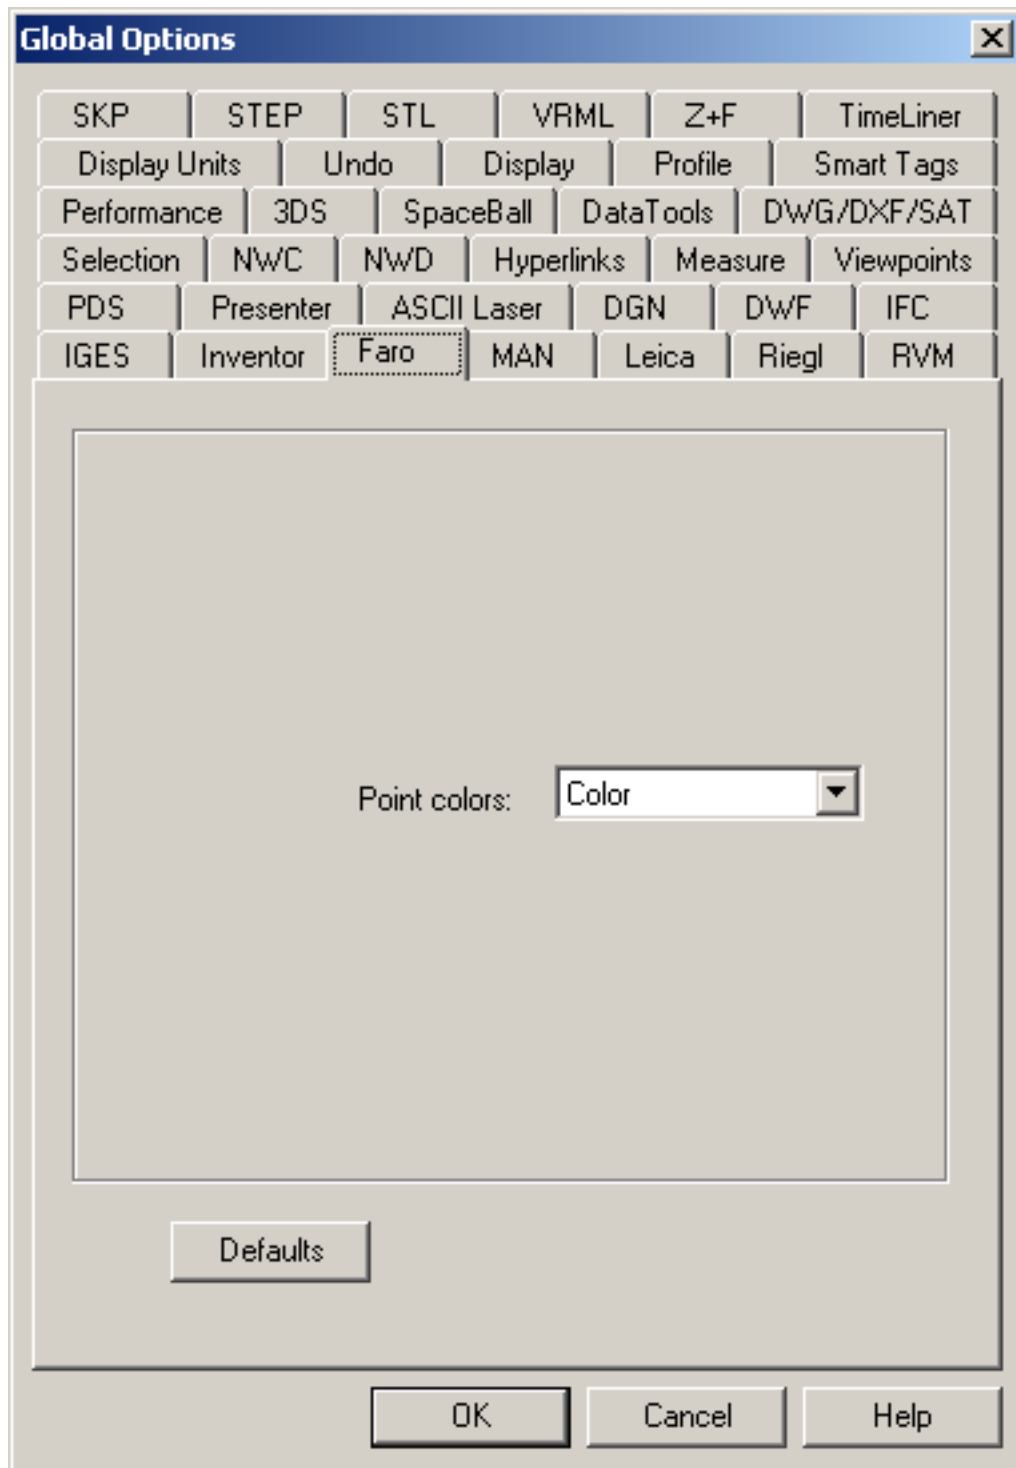 Global Options
SKP STEP STL VRML Z+F TimeLiner
Display Units Undo Display Profile Smart Tags
Performance 3DS SpaceBall DataTools DWG/DXF/SAT
Selection NWC NWD Hyperlinks Measure Viewpoints
PDS Presenter ASCII Laser DGN DWF IFC
IGES Inventor Faro MAN Leica Riegl RVM
Point colors: Color
Defaults
OK Cancel Help